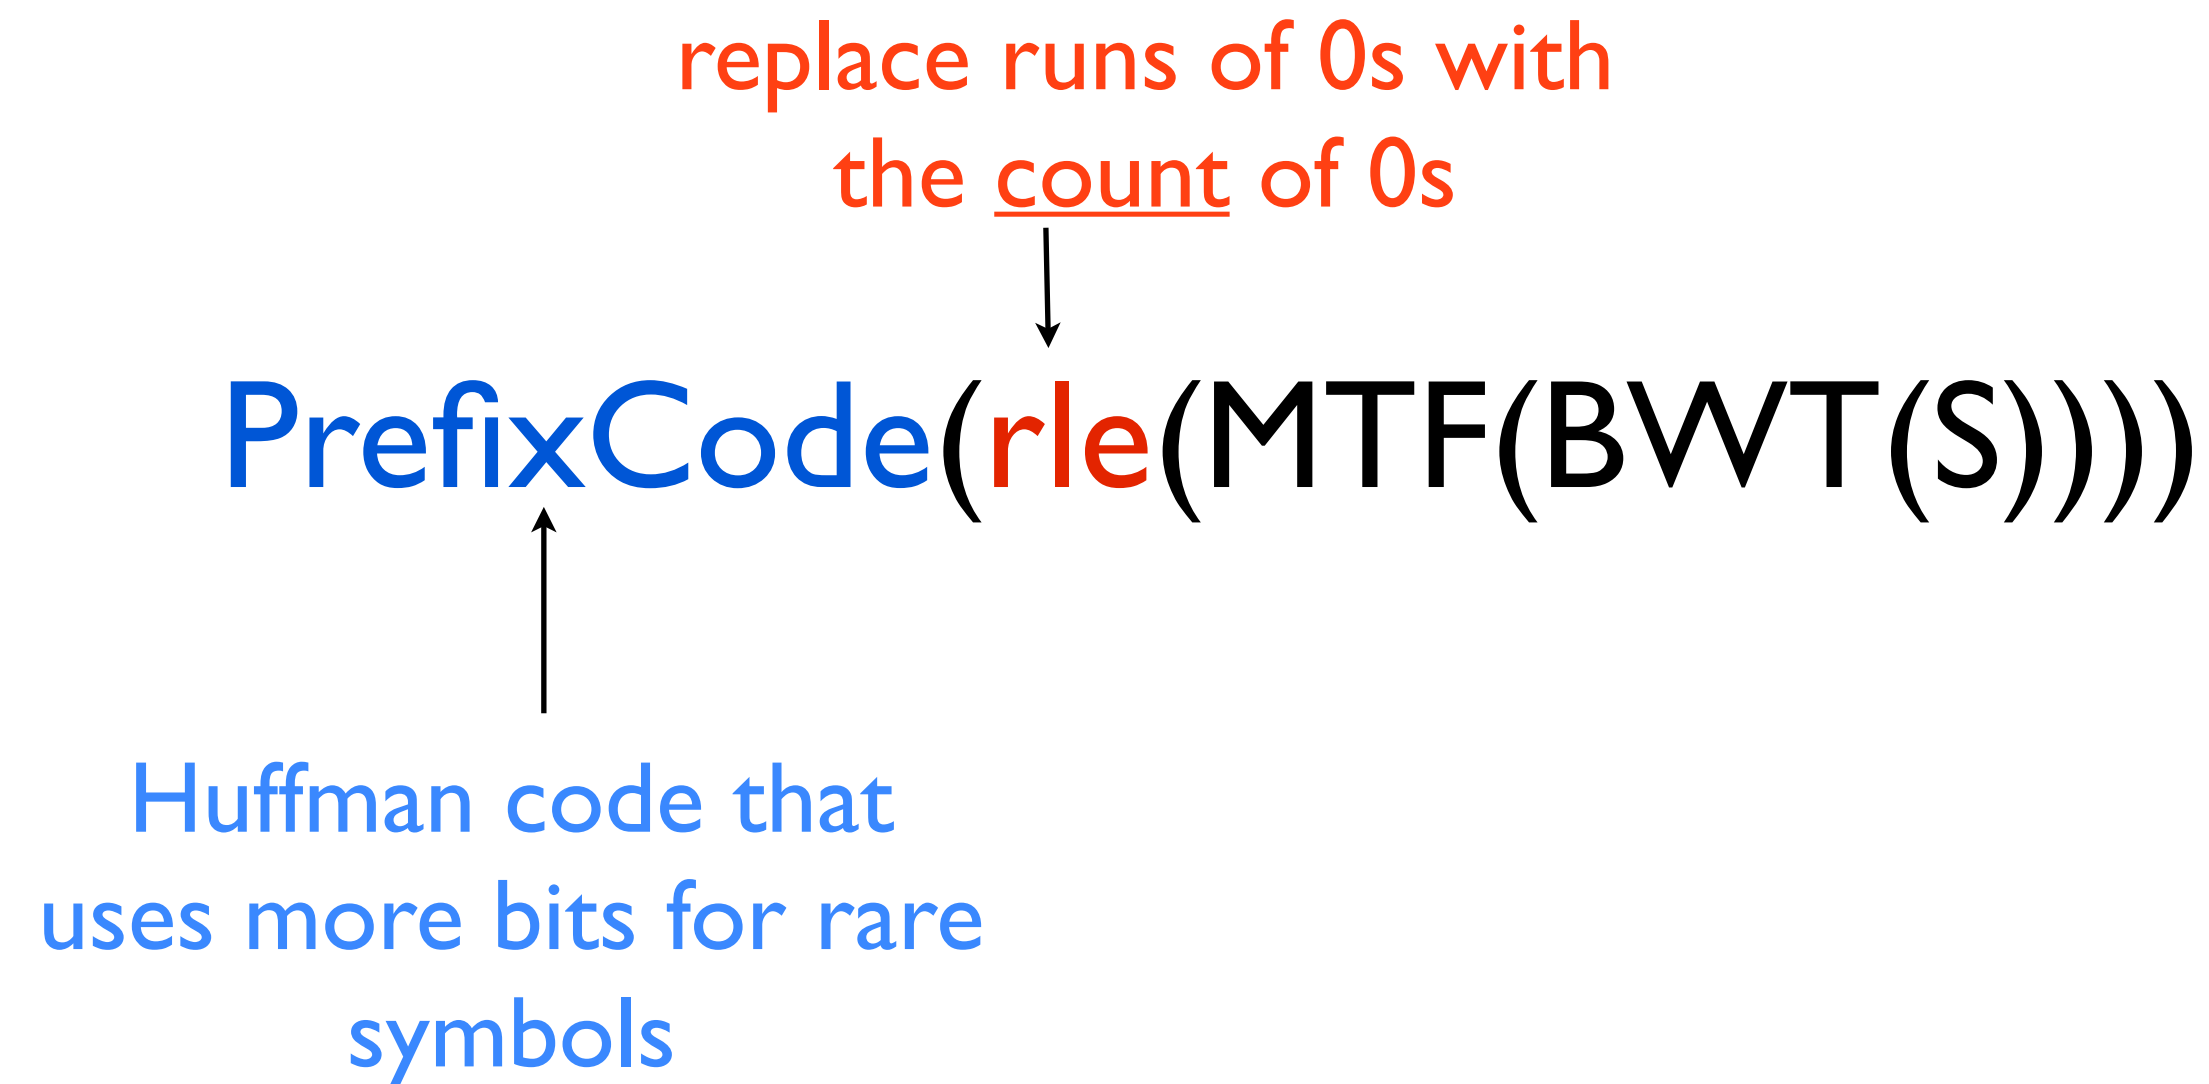 replace runs of 0s with
the count of 0s
PrefixCode(rle(MTF(BWT(S))))
Huffman code that
uses more bits for rare
symbols